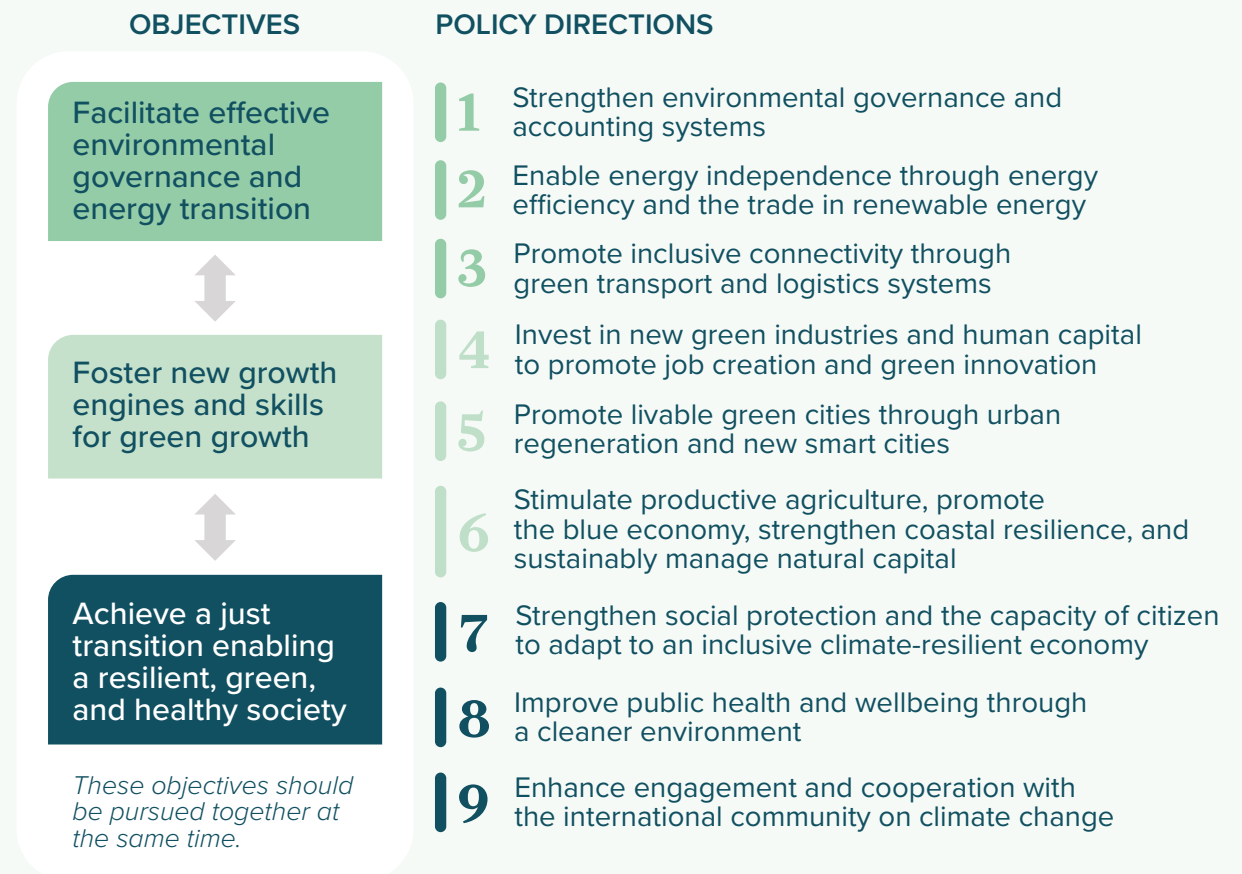 OBJECTIVES
Facilitate effective
environmental
governance and
energy transition
Foster new growth
engines and skills
for green growth
Achieve a just
transition enabling
a resilient, green,
and healthy society
These objectives should
be pursued together at
the same time.
POLICY DIRECTIONS
1 Strengthen environmental governance and
accounting systems
2 Enable energy independence through energy
efficiency and the trade in renewable energy
3 Promote inclusive connectivity through
green transport and logistics systems
4 Invest in new green industries and human capital
to promote job creation and green innovation
5 Promote livable green cities through urban
regeneration and new smart cities
6 Stimulate productive agriculture, promote
the blue economy, strengthen coastal resilience, and
sustainably manage natural capital
7 Strengthen social protection and the capacity of citizen
to adapt to an inclusive climate-resilient economy
8 Improve public health and wellbeing through
a cleaner environment
9 Enhance engagement and cooperation with
the international community on climate change